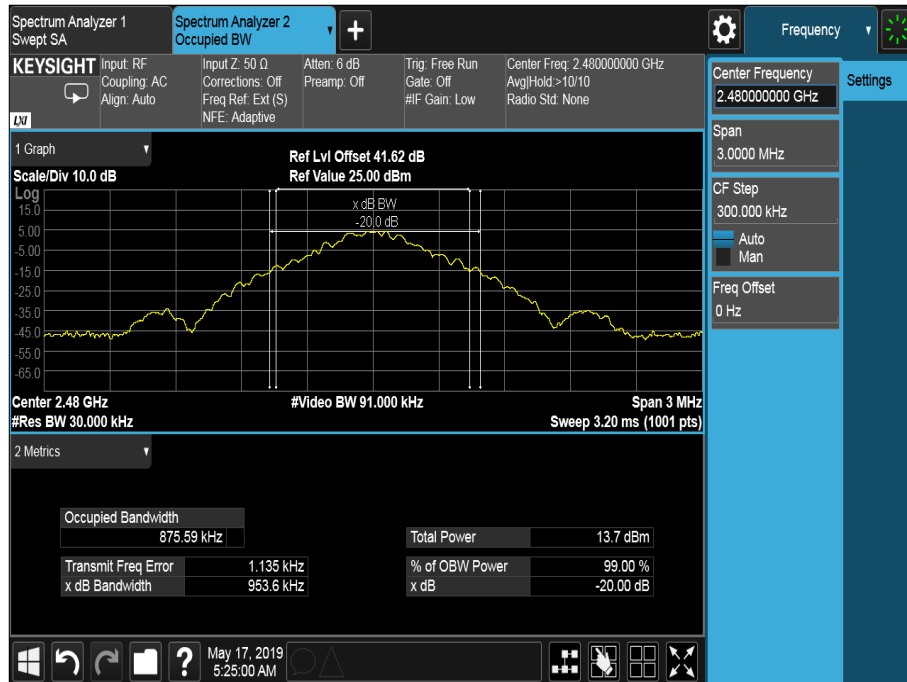 Spectrum Analyzer 1
Swept SA
Spectrum Analyzer 2
Occupied BW
Frequency
KEYSIGHT
LXI
Input: RF
Coupling: AC
Align: Auto
Input Z: 50 Ω
Corrections: Off
Freq Ref: Ext (S)
NFE: Adaptive
Atten: 6 dB
Preamp: Off
Trig: Free Run
Gate: Off
#IF Gain: Low
Center Freq: 2.480000000 GHz
Avg|Hold:>10/10
Radio Std: None
Center Frequency
2.480000000 GHz
Settings
Span
3.0000 MHz
CF Step
300.000 kHz
Auto
Man
Freq Offset
0 Hz
1 Graph
Scale/Div 10.0 dB
Ref Lvl Offset 41.62 dB
Ref Value 25.00 dBm
Log
15.0
5.00
-5.00
-15.0
-25.0
-35.0
-45.0
-55.0
-65.0
x dB BW
-20.0 dB
Center 2.48 GHz
#Video BW 91.000 kHz
Span 3 MHz
#Res BW 30.000 kHz
Sweep 3.20 ms (1001 pts)
2 Metrics
Occupied Bandwidth
875.59 kHz
Total Power 13.7 dBm
Transmit Freq Error 1.135 kHz
% of OBW Power 99.00 %
x dB Bandwidth 953.6 kHz
x dB -20.00 dB
?
May 17, 2019
5:25:00 AM